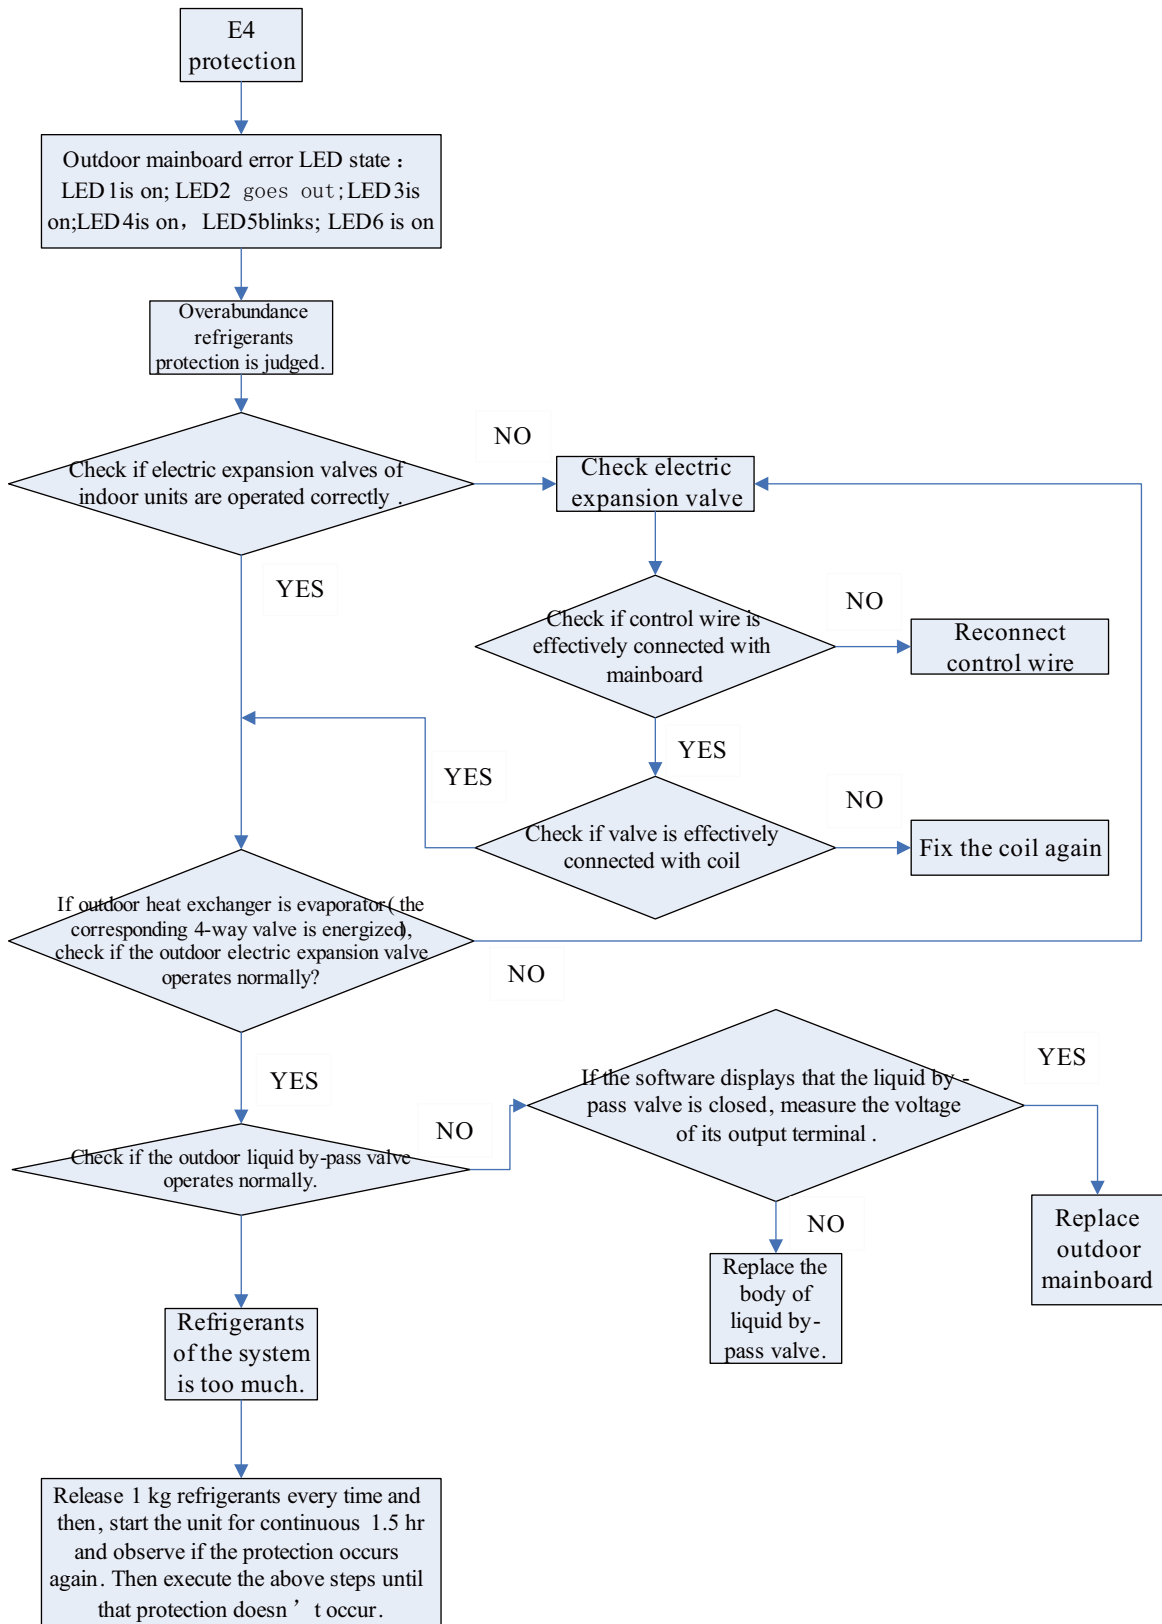 E4
protection
Outdoor mainboard error LED state：
LED1is on; LED2 goes out;LED3is
on;LED4is on，LED5blinks; LED6 is on
Overabundance
refrigerants
protection is judged.
Check if electric expansion valves of
indoor units are operated correctly .
NO
Check electric
expansion valve
YES
Check if control wire is
effectively connected with
mainboard
NO
Reconnect
control wire
YES
YES
Check if valve is effectively
connected with coil
NO
Fix the coil again
If outdoor heat exchanger is evaporator( the
corresponding 4-way valve is energized),
check if the outdoor electric expansion valve
operates normally?
NO
YES
Check if the outdoor liquid by-pass valve
operates normally.
NO
If the software displays that the liquid by -
pass valve is closed, measure the voltage
of its output terminal .
YES
NO
Replace
outdoor
mainboard
Replace the
body of
liquid by-
pass valve.
Refrigerants
of the system
is too much.
Release 1 kg refrigerants every time and
then, start the unit for continuous 1.5 hr
and observe if the protection occurs
again. Then execute the above steps until
that protection doesn ’ t occur.